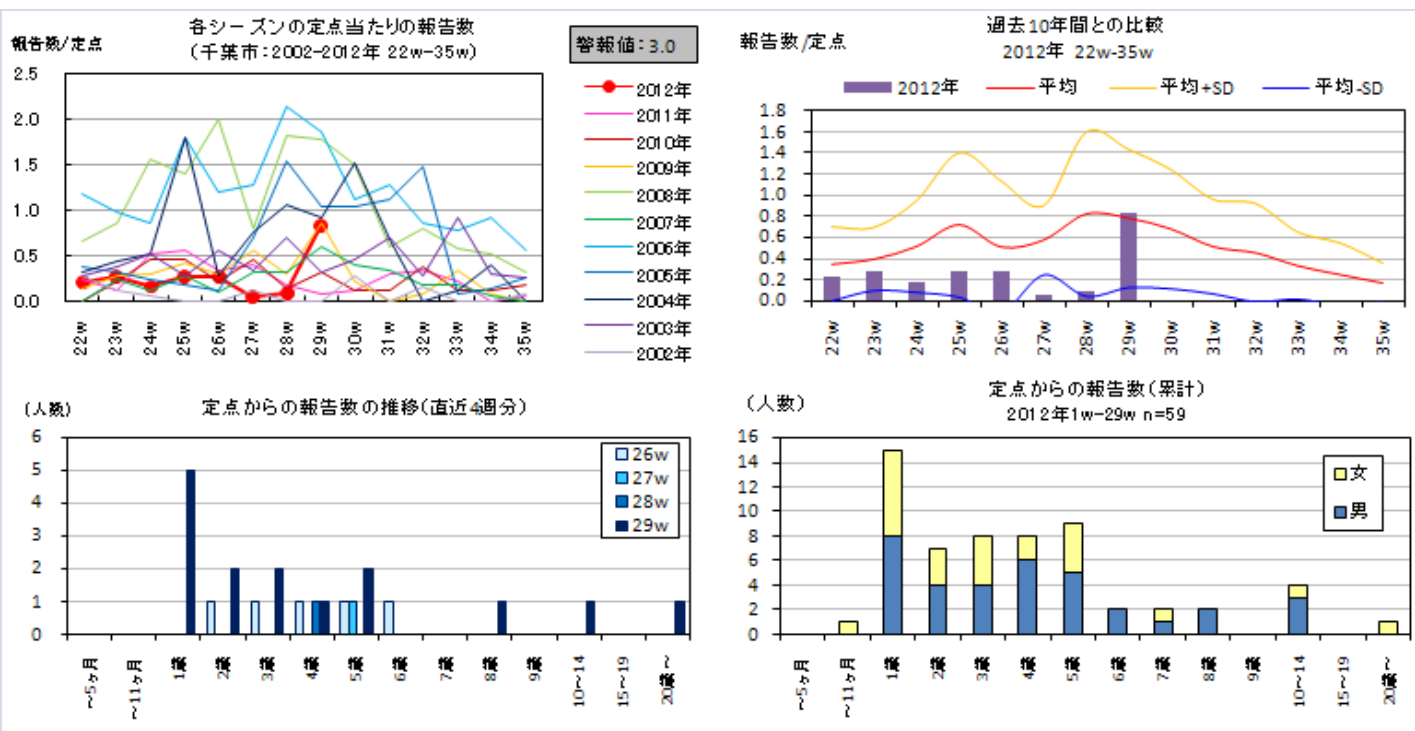 各シーズンの定点当たりの報告数
(千葉市:2002-2012年 22w-35w)
報告数/定点
警報値:3.0
2.5
2.0
1.5
1.0
0.5
0.0
22w
23w
24w
25w
26w
27w
28w
29w
30w
31w
32w
33w
34w
35w
2012年
2011年
2010年
2009年
2008年
2007年
2006年
2005年
2004年
2003年
2002年
過去10年間との比較
2012年 22w-35w
報告数/定点
2012年 平均 平均+SD 平均-SD
1.8
1.6
1.4
1.2
1.0
0.8
0.6
0.4
0.2
0.0
22w
23w
24w
25w
26w
27w
28w
29w
30w
31w
32w
33w
34w
35w
(人数)
定点からの報告数の推移(直近4週分)
6
5
4
3
2
1
0
26w
27w
28w
29w
~5ヶ月
~11ヶ月
1歳
2歳
3歳
4歳
5歳
6歳
7歳
8歳
9歳
10~14
15~19
20歳~
(人数)
定点からの報告数(累計)
2012年1w-29w n=59
16
14
12
10
8
6
4
2
0
女
男
~5ヶ月
~11ヶ月
1歳
2歳
3歳
4歳
5歳
6歳
7歳
8歳
9歳
10~14
15~19
20歳~